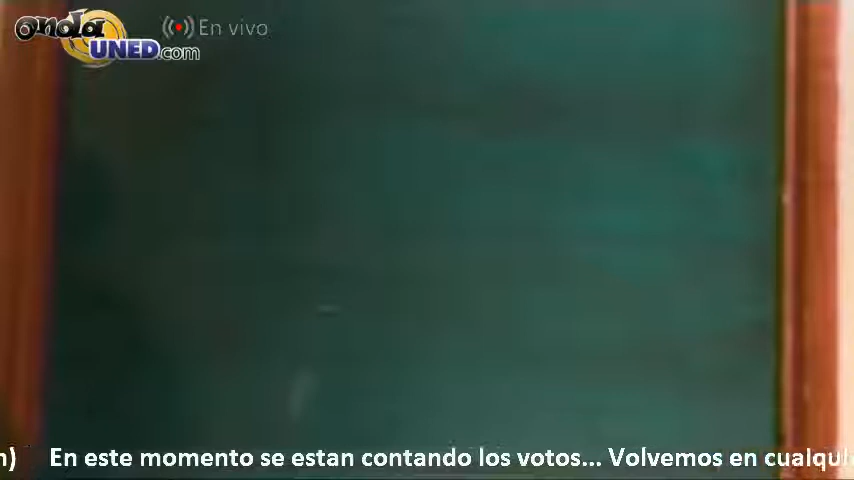 onda
UNED.com
En vivo
En este momento se estan contando los votos... Volvemos en